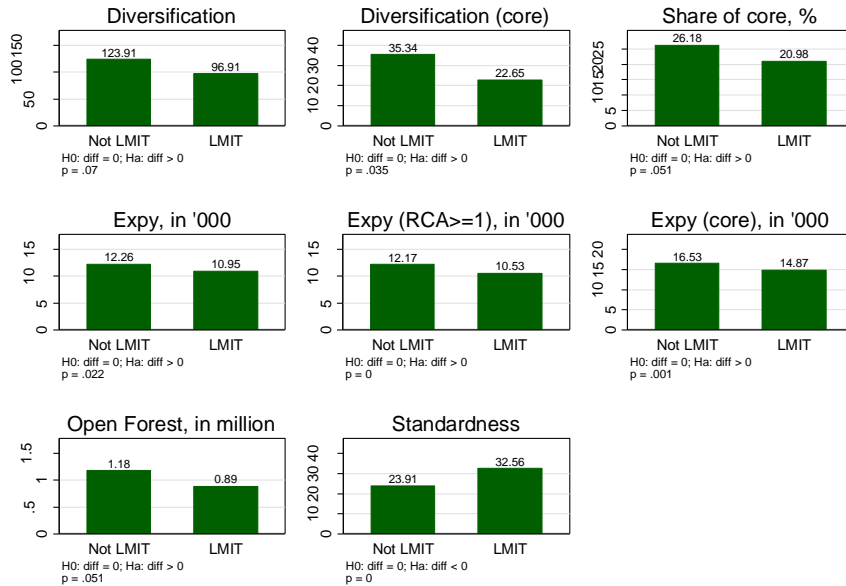 Diversification
0 50 100 150
123.91
96.91
Not LMIT LMIT
H0: diff = 0; Ha: diff > 0
p = .07
Diversification (core)
0 10 20 30 40
35.34
22.65
Not LMIT LMIT
H0: diff = 0; Ha: diff > 0
p = .035
Share of core, %
0 5 10 15 20 25
26.18
20.98
Not LMIT LMIT
H0: diff = 0; Ha: diff > 0
p = .051
Expy, in '000
0 5 10 15
12.26
10.95
Not LMIT LMIT
H0: diff = 0; Ha: diff > 0
p = .022
Expy (RCA>=1), in '000
0 5 10 15
12.17
10.53
Not LMIT LMIT
H0: diff = 0; Ha: diff > 0
p = 0
Expy (core), in '000
0 5 10 15 20
16.53
14.87
Not LMIT LMIT
H0: diff = 0; Ha: diff > 0
p = .001
Open Forest, in million
0 .5 1 1.5
1.18
0.89
Not LMIT LMIT
H0: diff = 0; Ha: diff > 0
p = .051
Standardness
0 10 20 30 40
23.91
32.56
Not LMIT LMIT
H0: diff = 0; Ha: diff < 0
p = 0